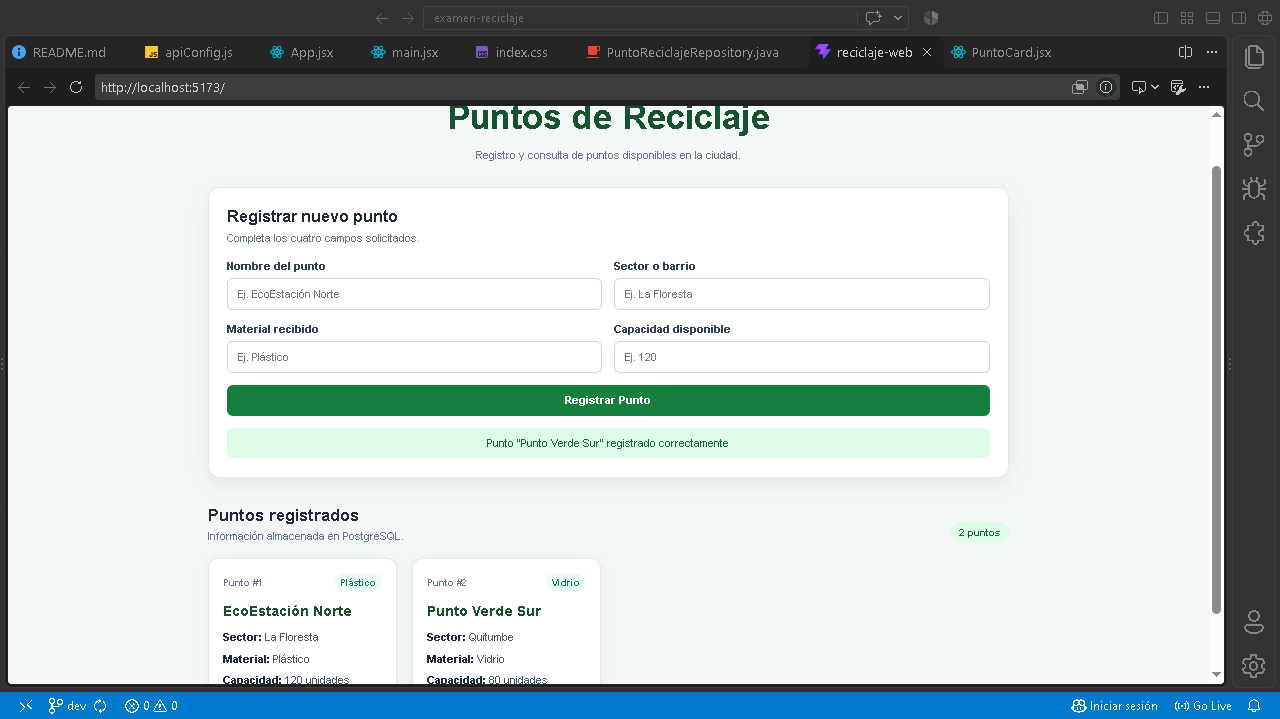 examen-reciclaje
README.md
apiConfig.js
App.jsx
main.jsx
index.css
PuntoReciclajeRepository.java
reciclaje-web
PuntoCard.jsx
http://localhost:5173/
Puntos de Reciclaje
Registro y consulta de puntos disponibles en la ciudad.
Registrar nuevo punto
Completa los cuatro campos solicitados.
Nombre del punto
Sector o barrio
Ej. EcoEstación Norte
Ej. La Floresta
Material recibido
Capacidad disponible
Ej. Plástico
Ej. 120
Registrar Punto
Punto "Punto Verde Sur" registrado correctamente
Puntos registrados
Información almacenada en PostgreSQL.
2 puntos
Punto #1
Plástico
EcoEstación Norte
Sector: La Floresta
Material: Plástico
Capacidad: 120 unidades
Punto #2
Vidrio
Punto Verde Sur
Sector: Quitumbe
Material: Vidrio
Capacidad: 80 unidades
dev
0
0
Iniciar sesión
Go Live